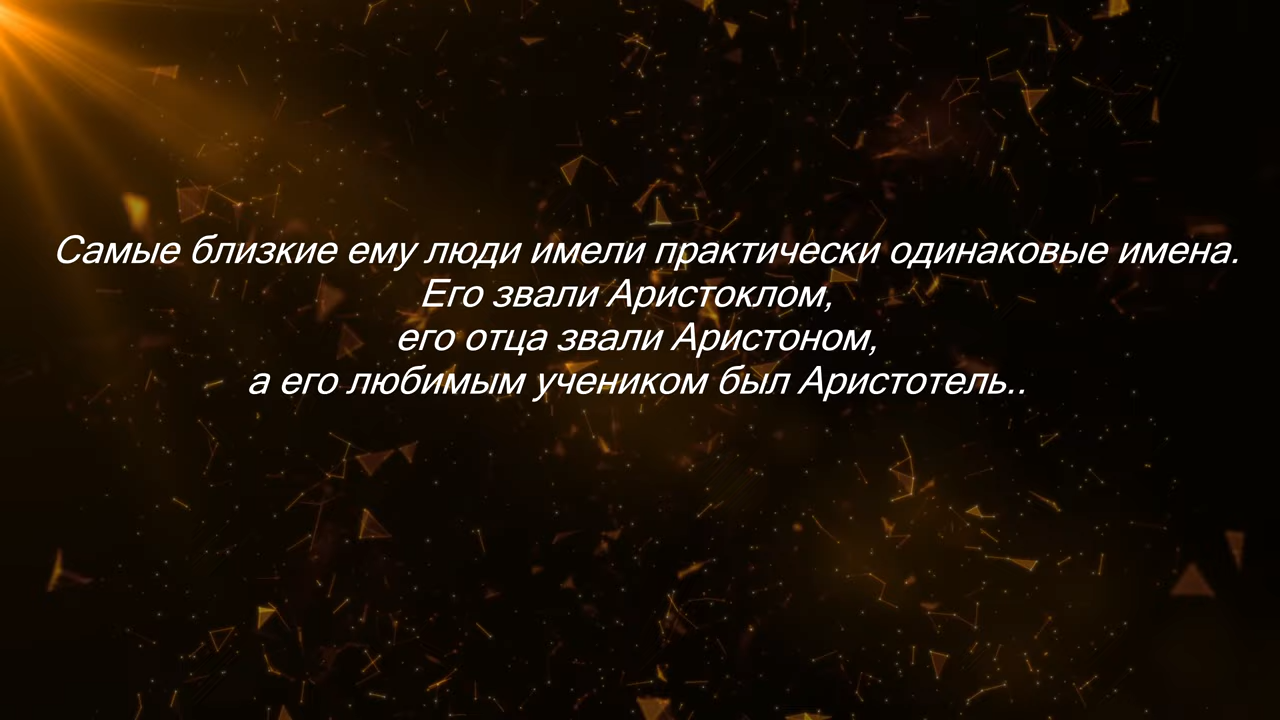 Самые близкие ему люди имели практически одинаковые имена.
Его звали Аристоклом,
его отца звали Аристоном,
а его любимым учеником был Аристотель..